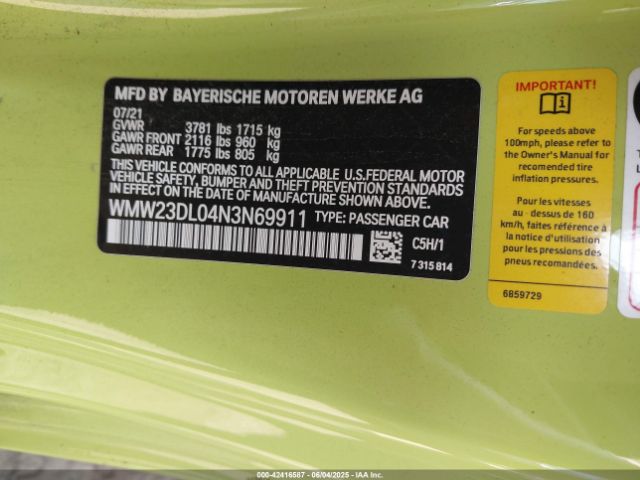 MFD BY BAYERISCHE MOTOREN WERKE AG
07/21
GVWR 3781 lbs 1715 kg
GAWR FRONT 2116 lbs 960 kg
GAWR REAR 1775 lbs 805 kg
THIS VEHICLE CONFORMS TO ALL APPLICABLE U.S.FEDERAL MOTOR
VEHICLE SAFETY, BUMPER, AND THEFT PREVENTION STANDARDS
IN EFFECT ON THE DATE OF MANUFACTURE SHOWN ABOVE.
WMW23DL04N3N69911 TYPE: PASSENGER CAR
C5H/1
7 315 814
IMPORTANT!
For speeds above
100mph, please refer to
the Owner's Manual for
recomended tire
inflation pressures.
Pour les vitesses
au - dessus de 160
km/h, faites référence à
la notice d'utilisation
pour les pressions des
pneus recomandées.
6859729
000-42416587 - 06/04/2025 - IAAI.COM